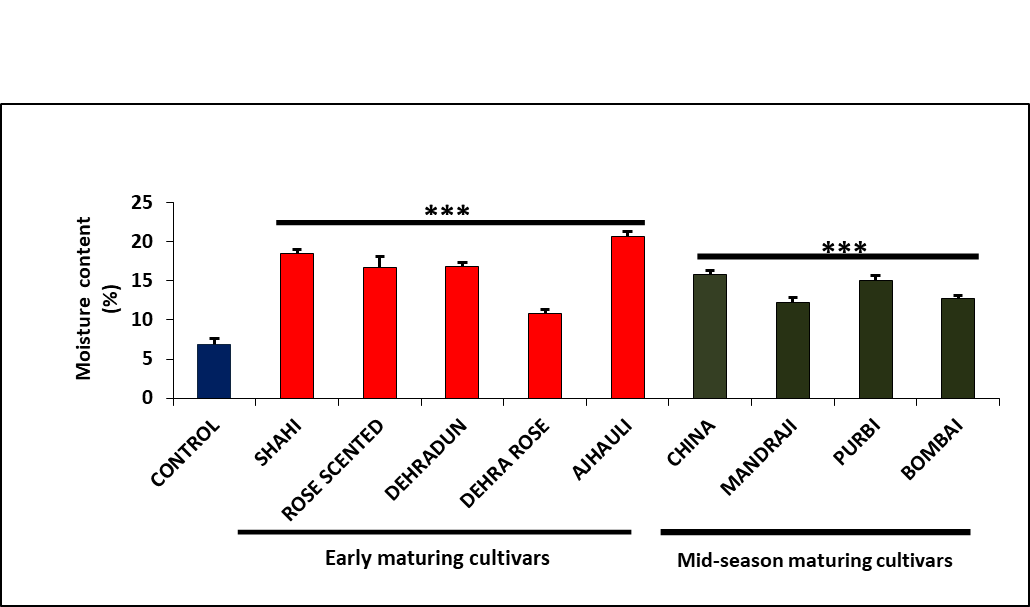 Moisture content
(%)
25
20
15
10
5
0
***
***
CONTROL
SHAHI
ROSE SCENTED
DEHRADUN
DEHRA ROSE
AJHAULI
CHINA
MANDRAJI
PURBI
BOMBAI
Early maturing cultivars
Mid-season maturing cultivars